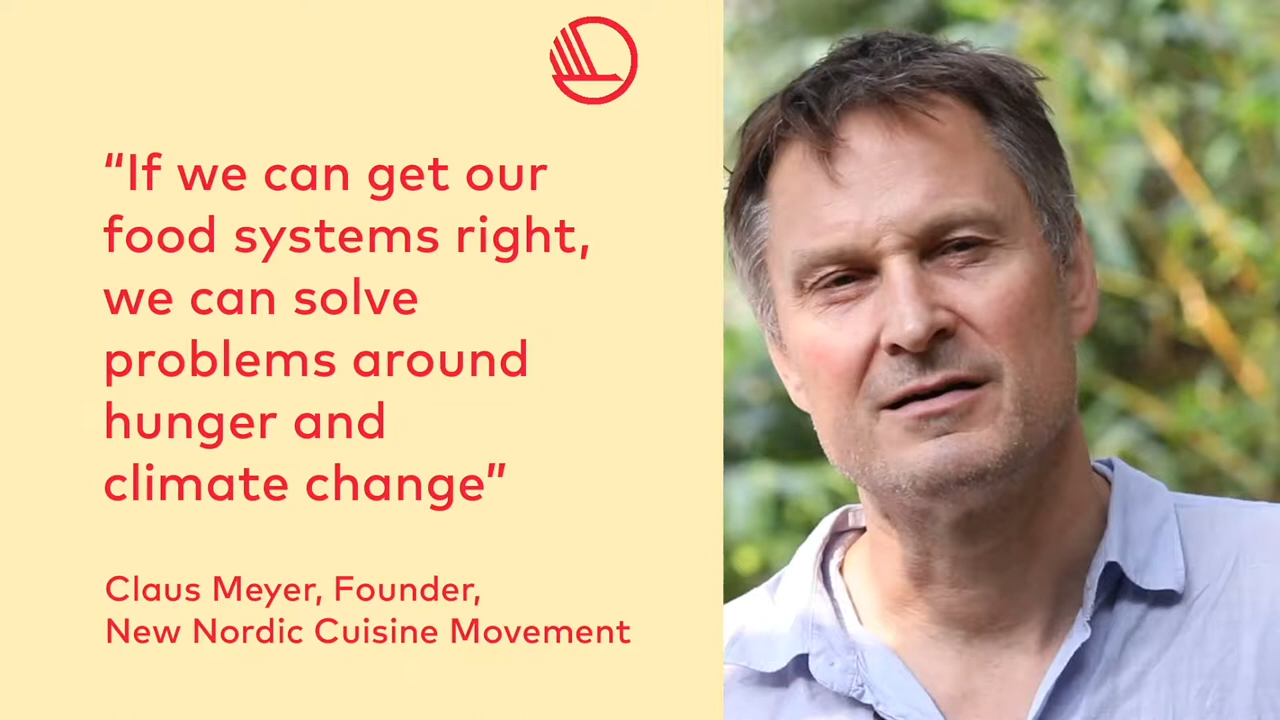 “If we can get our
food systems right,
we can solve
problems around
hunger and
climate change”
Claus Meyer, Founder,
New Nordic Cuisine Movement